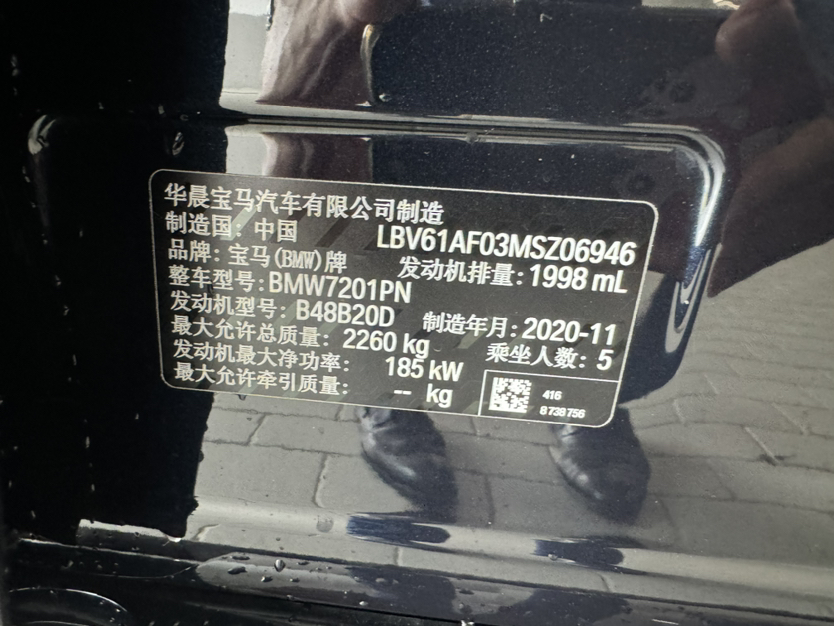 华晨宝马汽车有限公司制造
制造国：中国
LBV61AF03MSZ06946
品牌：宝马(BMW)牌
发动机排量：1998 mL
整车型号：BMW7201PN
发动机型号：B48B20D
制造年月：2020-11
最大允许总质量：2260 kg
乘坐人数：5
发动机最大净功率：185 kW
最大允许牵引质量：-- kg
416
8738756